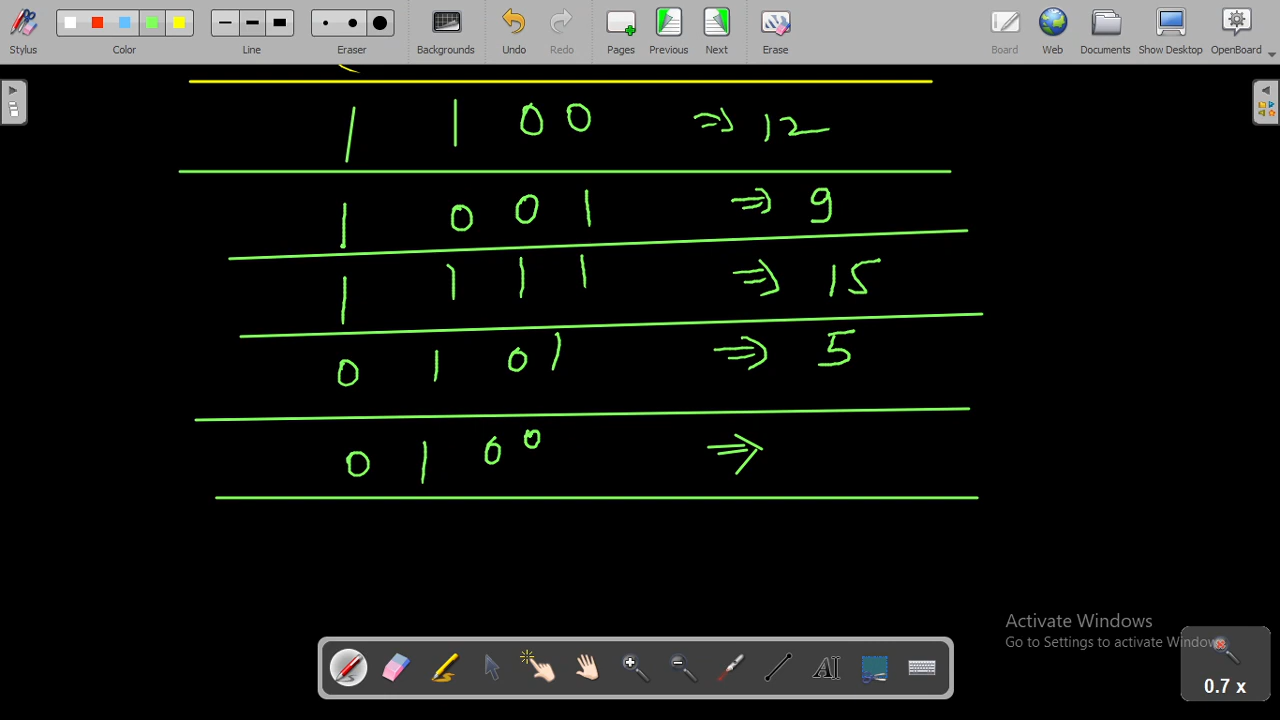 Stylus Color Line Eraser Backgrounds Undo Redo Pages Previous Next Erase Board Web Documents Show Desktop OpenBoard
1 1 0 0 ⇒ 12
1 0 0 1 ⇒ 9
1 1 1 1 ⇒ 15
0 1 0 1 ⇒ 5
0 1 0 0 ⇒
Activate Windows
Go to Settings to activate Windows
AI
0.7 x